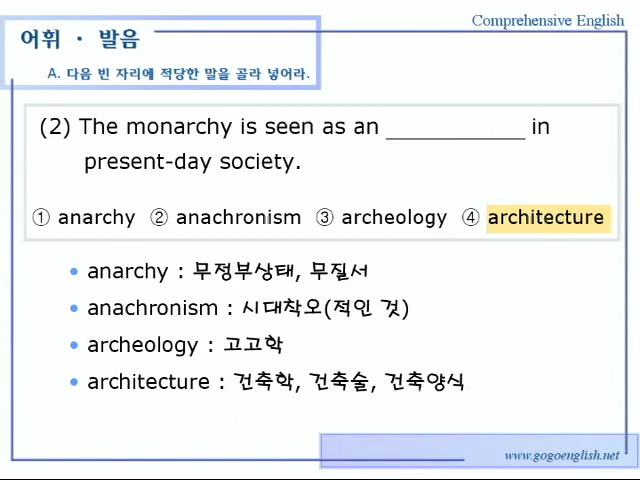 Comprehensive English
어휘 · 발음
A. 다음 빈 자리에 적당한 말을 골라 넣어라.
(2) The monarchy is seen as an ____________ in
present-day society.
① anarchy ② anachronism ③ archeology ④ architecture
• anarchy : 무정부상태, 무질서
• anachronism : 시대착오(적인 것)
• archeology : 고고학
• architecture : 건축학, 건축술, 건축양식
www.gogoenglish.net